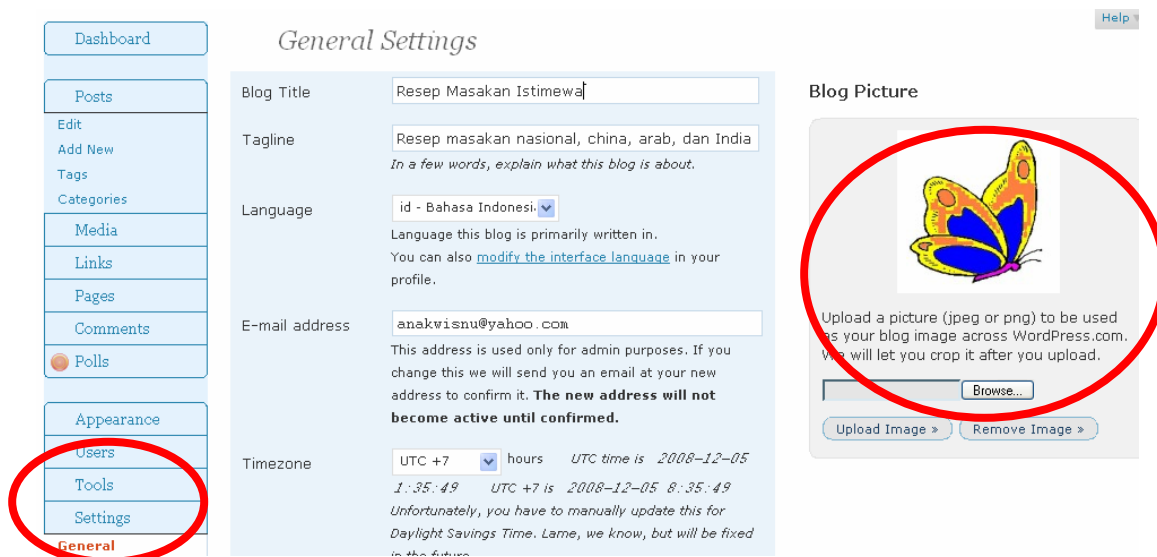 Help
Dashboard
General Settings
Posts
Edit
Add New
Tags
Categories
Media
Links
Pages
Comments
Polls
Appearance
Users
Tools
Settings
General
Blog Title
Resep Masakan Istimewa
Tagline
Resep masakan nasional, china, arab, dan India
In a few words, explain what this blog is about.
Language
id - Bahasa Indonesi
Language this blog is primarily written in.
You can also modify the interface language in your
profile.
E-mail address
anakwisnu@yahoo.com
This address is used only for admin purposes. If you
change this we will send you an email at your new
address to confirm it. The new address will not
become active until confirmed.
Timezone
UTC +7 hours UTC time is 2008-12-05
1:35:49 UTC +7 is 2008-12-05 8:35:49
Unfortunately, you have to manually update this for
Daylight Savings Time. Lame, we know, but will be fixed
in the future
Blog Picture
Upload a picture (jpeg or png) to be used
as your blog image across WordPress.com.
We will let you crop it after you upload.
Browse...
Upload Image »
Remove Image »